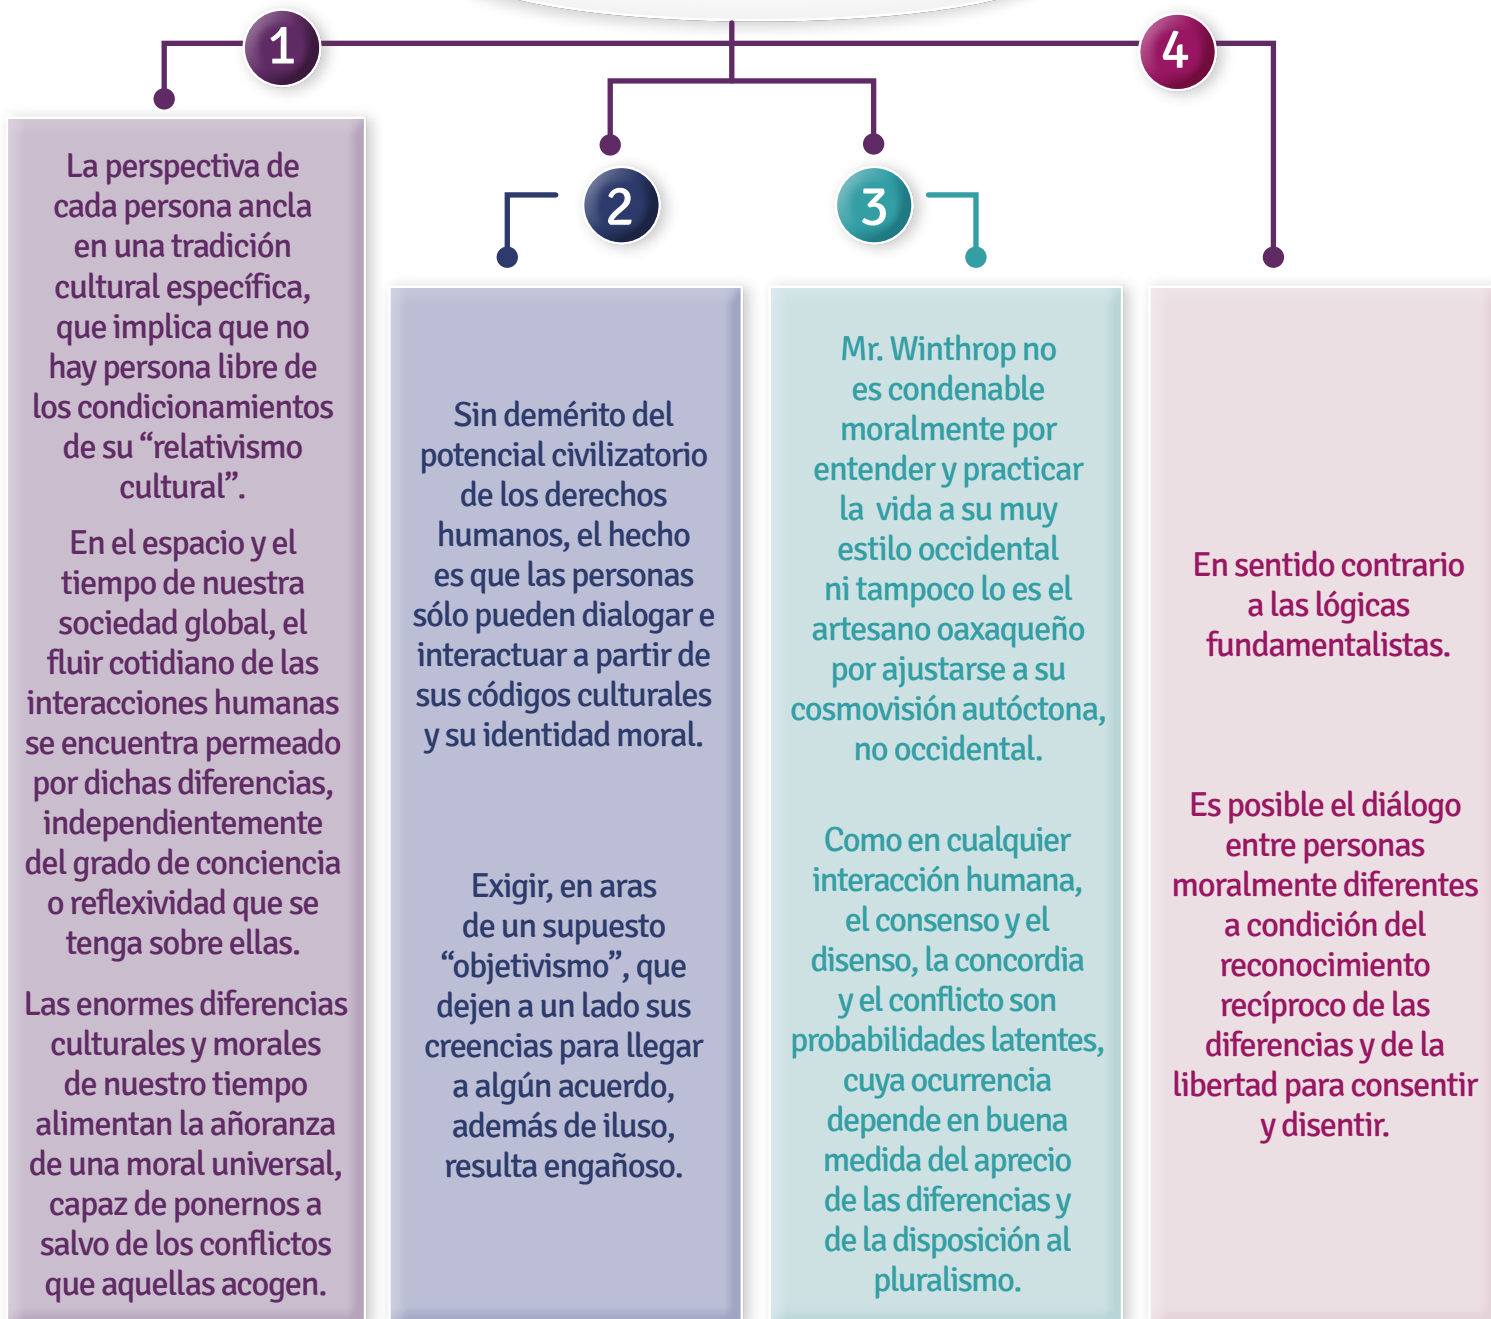 1
La perspectiva de
cada persona ancla
en una tradición
cultural específica,
que implica que no
hay persona libre de
los condicionamientos
de su “relativismo
cultural”.
En el espacio y el
tiempo de nuestra
sociedad global, el
fluir cotidiano de las
interacciones humanas
se encuentra permeado
por dichas diferencias,
independientemente
del grado de conciencia
o reflexividad que se
tenga sobre ellas.
Las enormes diferencias
culturales y morales
de nuestro tiempo
alimentan la añoranza
de una moral universal,
capaz de ponernos a
salvo de los conflictos
que aquellas acogen.
2
Sin demérito del
potencial civilizatorio
de los derechos
humanos, el hecho
es que las personas
sólo pueden dialogar e
interactuar a partir de
sus códigos culturales
y su identidad moral.
Exigir, en aras
de un supuesto
“objetivismo”, que
dejen a un lado sus
creencias para llegar
a algún acuerdo,
además de iluso,
resulta engañoso.
3
Mr. Winthrop no
es condenable
moralmente por
entender y practicar
la vida a su muy
estilo occidental
ni tampoco lo es el
artesano oaxaqueño
por ajustarse a su
cosmovisión autóctona,
no occidental.
Como en cualquier
interacción humana,
el consenso y el
disenso, la concordia
y el conflicto son
probabilidades latentes,
cuya ocurrencia
depende en buena
medida del aprecio
de las diferencias y
de la disposición al
pluralismo.
4
En sentido contrario
a las lógicas
fundamentalistas.
Es posible el diálogo
entre personas
moralmente diferentes
a condición del
reconocimiento
recíproco de las
diferencias y de la
libertad para consentir
y disentir.